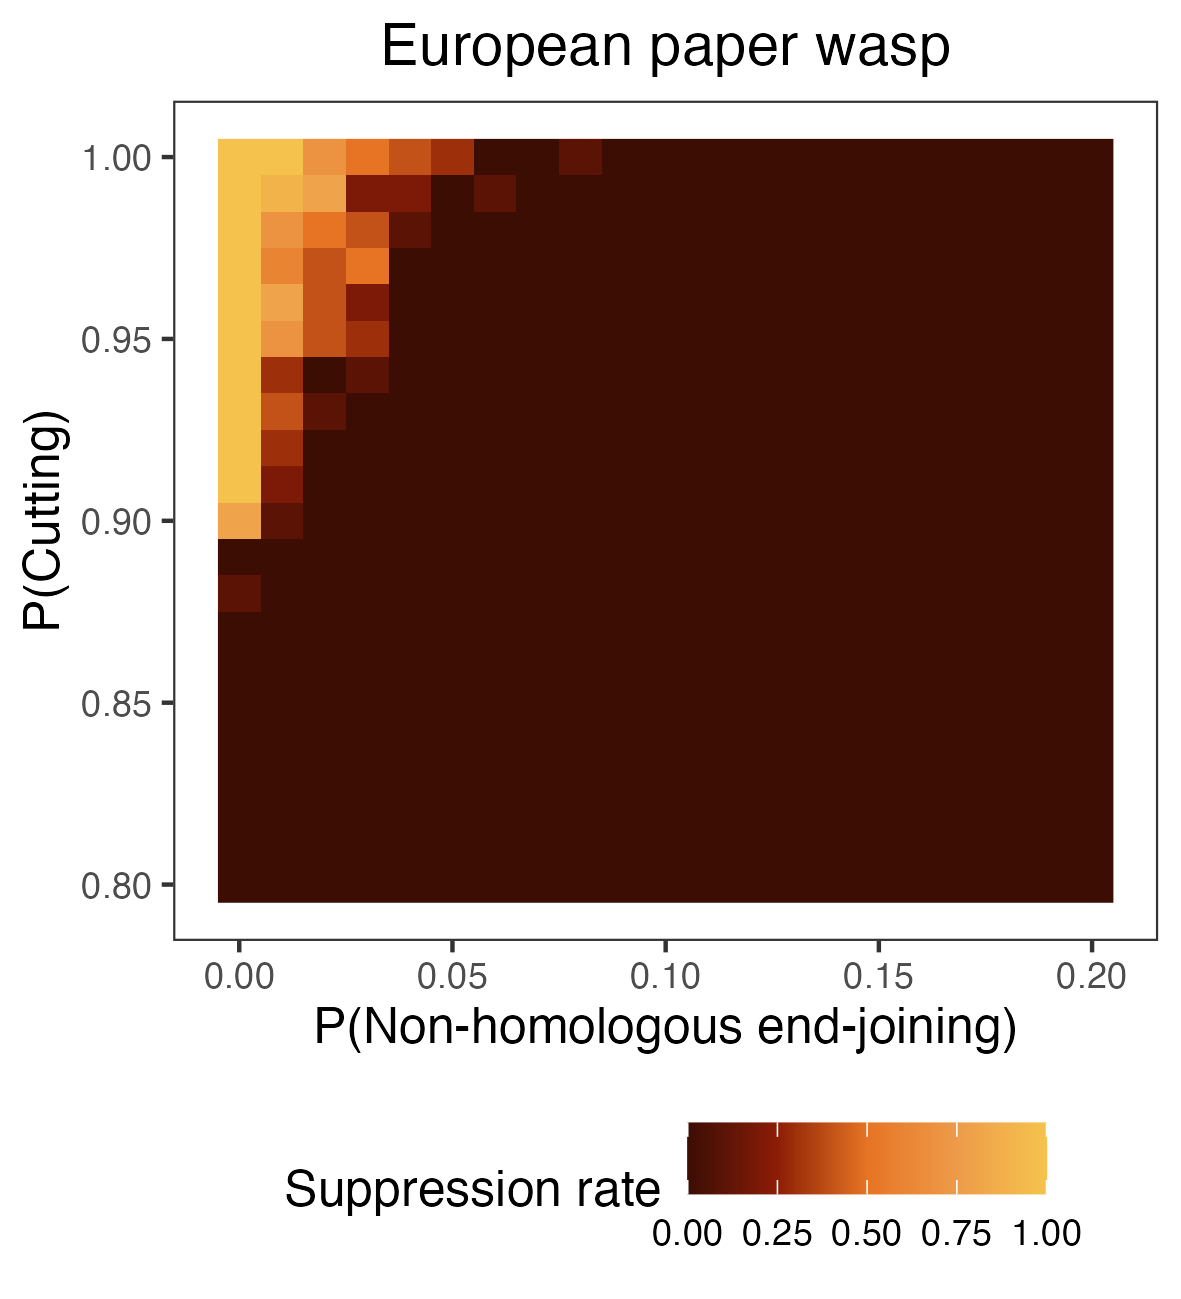 European paper wasp
P(Cutting)
1.00
0.95
0.90
0.85
0.80
0.00 0.05 0.10 0.15 0.20
P(Non-homologous end-joining)
Suppression rate
0.00 0.25 0.50 0.75 1.00